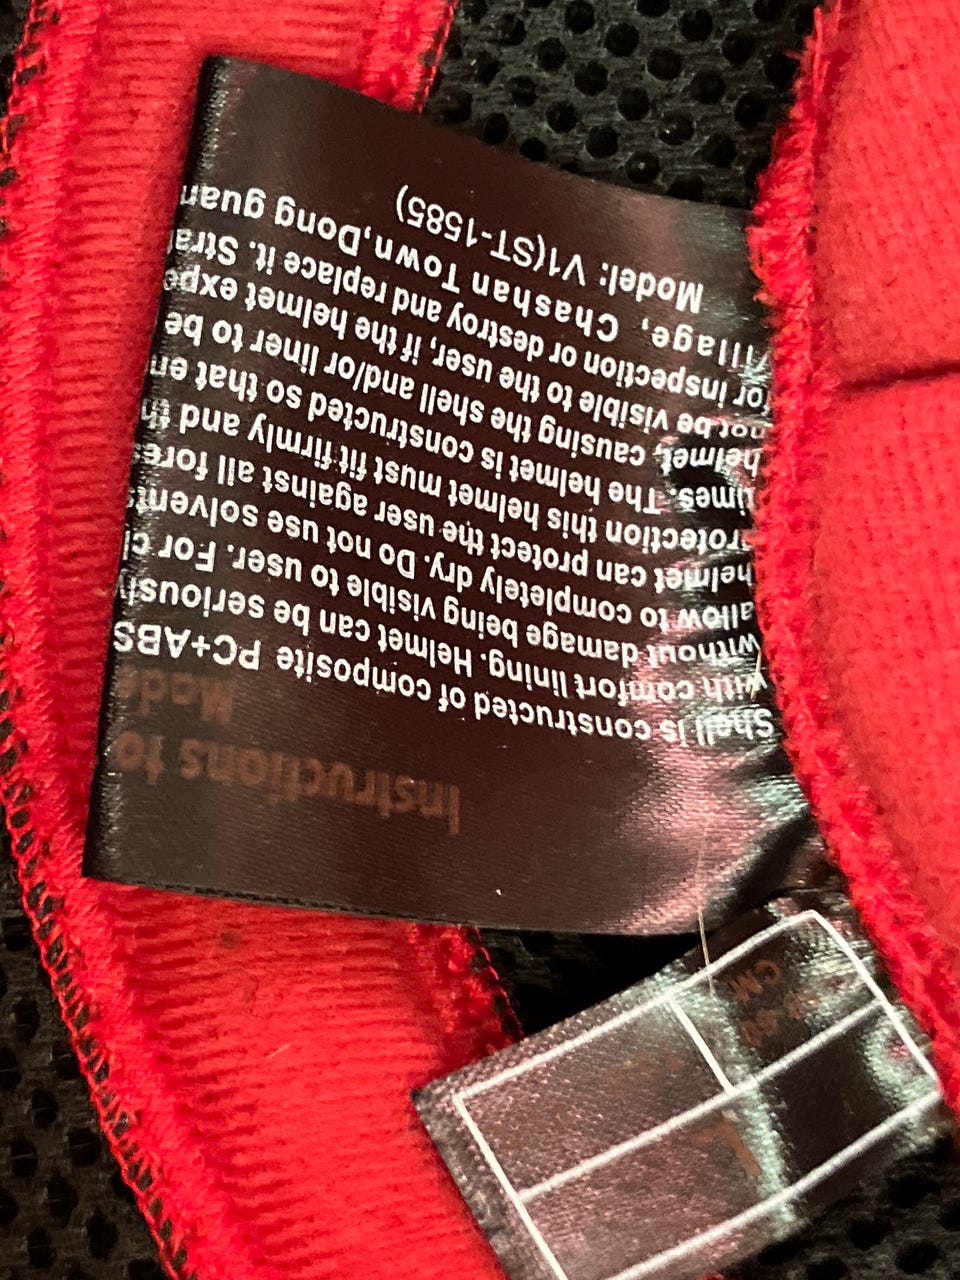 Instructions to
Shell is constructed of composite PC+ABS
with comfort lining. Helmet can be seriously
without damage being visible to user. For cl
allow to completely dry. Do not use solvents
helmet can protect the user against all fores
rotection this helmet must fit firmly and th
times. The helmet is constructed so that en
helmet, causing the shell and/or liner to be
not be visible to the user, if the helmet expe
for inspection or destroy and replace it. Stra
Village, Chashan Town,Dong guan
Model: V1(ST-1585)
CM